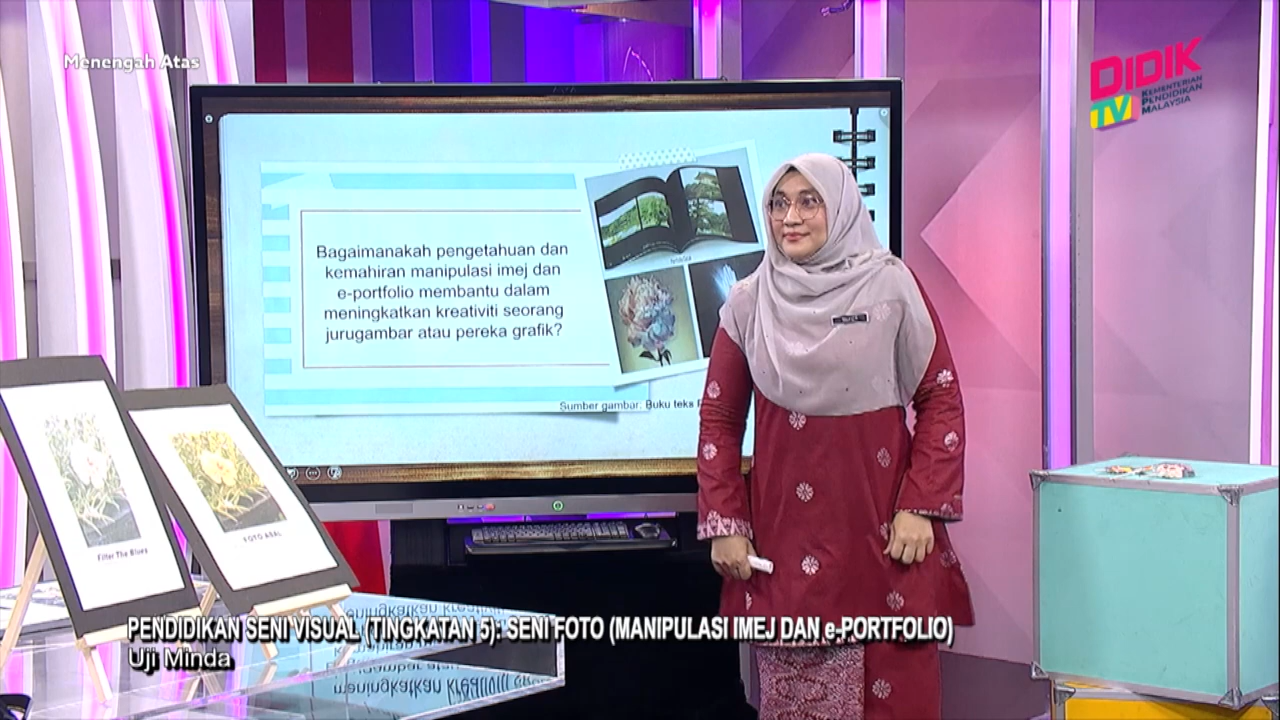 Menengah Atas
DIDIK
TV
KEMENTERIAN
PENDIDIKAN
MALAYSIA
Bagaimanakah pengetahuan dan
kemahiran manipulasi imej dan
e-portfolio membantu dalam
meningkatkan kreativiti seorang
jurugambar atau pereka grafik?
Sumber gambar: Buku teks
Filter The Blues
FOTO ASAL
PENDIDIKAN SENI VISUAL (TINGKATAN 5): SENI FOTO (MANIPULASI IMEJ DAN e-PORTFOLIO)
Uji Minda